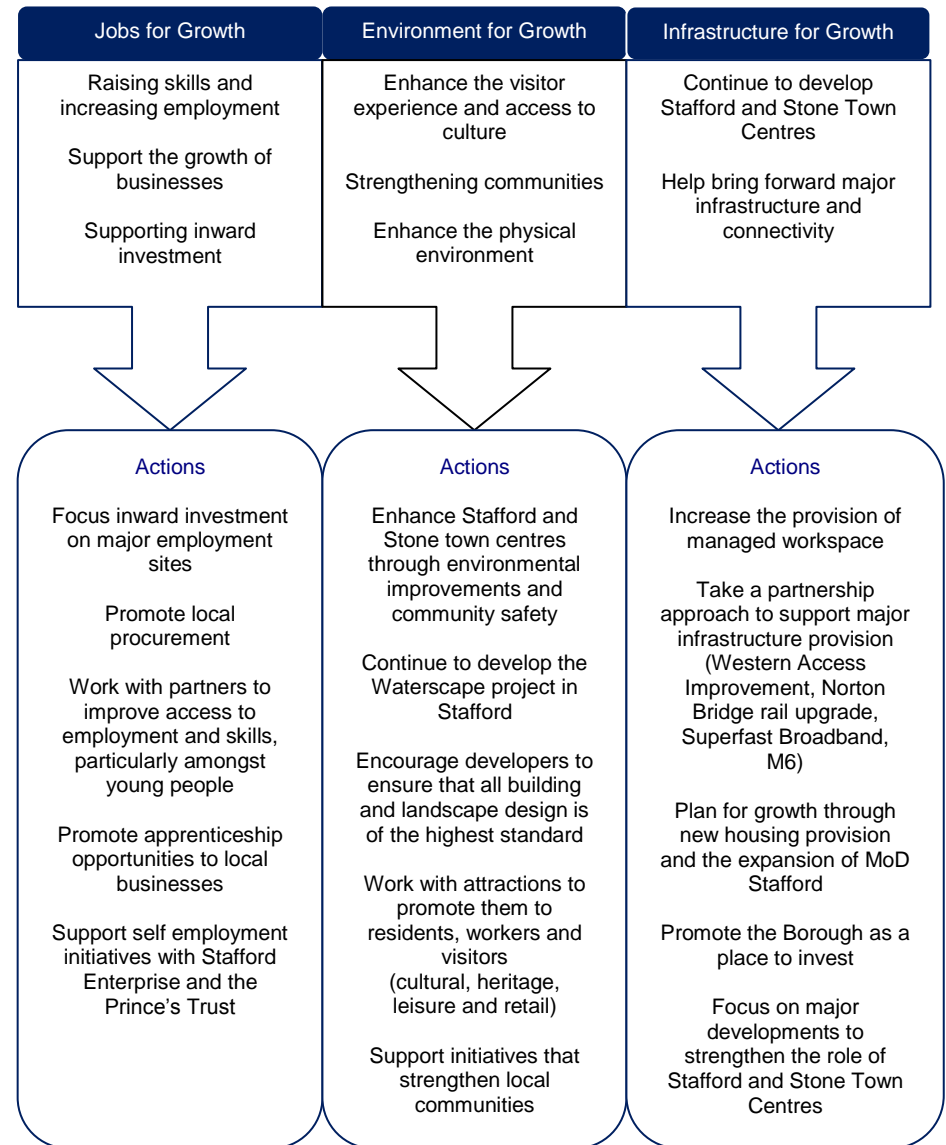 Jobs for Growth
Raising skills and
increasing employment
Support the growth of
businesses
Supporting inward
investment
Actions
Focus inward investment
on major employment
sites
Promote local
procurement
Work with partners to
improve access to
employment and skills,
particularly amongst
young people
Promote apprenticeship
opportunities to local
businesses
Support self employment
initiatives with Stafford
Enterprise and the
Prince's Trust
Environment for Growth
Enhance the visitor
experience and access to
culture
Strengthening communities
Enhance the physical
environment
Actions
Enhance Stafford and
Stone town centres
through environmental
improvements and
community safety
Continue to develop the
Waterscape project in
Stafford
Encourage developers to
ensure that all building
and landscape design is
of the highest standard
Work with attractions to
promote them to
residents, workers and
visitors
(cultural, heritage,
leisure and retail)
Support initiatives that
strengthen local
communities
Infrastructure for Growth
Continue to develop
Stafford and Stone Town
Centres
Help bring forward major
infrastructure and
connectivity
Actions
Increase the provision of
managed workspace
Take a partnership
approach to support major
infrastructure provision
(Western Access
Improvement, Norton
Bridge rail upgrade,
Superfast Broadband,
M6)
Plan for growth through
new housing provision
and the expansion of MoD
Stafford
Promote the Borough as a
place to invest
Focus on major
developments to
strengthen the role of
Stafford and Stone Town
Centres